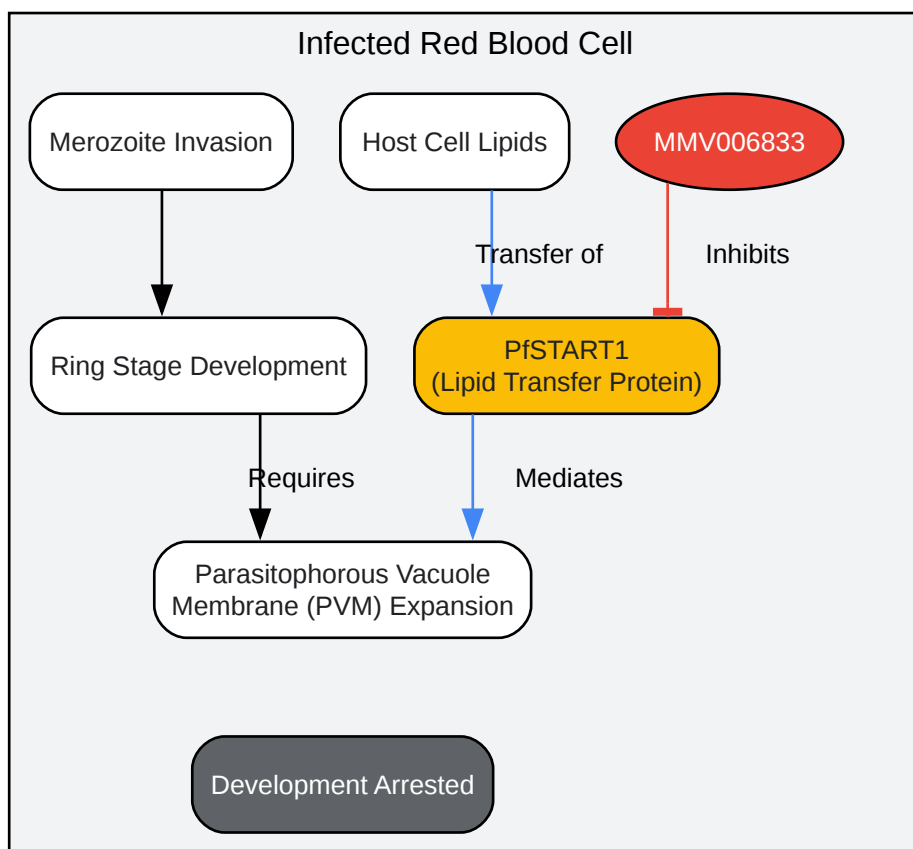 Infected Red Blood Cell
Merozoite Invasion
Host Cell Lipids
MMV006833
Transfer of
Inhibits
Ring Stage Development
PfSTART1
(Lipid Transfer Protein)
Requires
Mediates
Parasitophorous Vacuole
Membrane (PVM) Expansion
Development Arrested